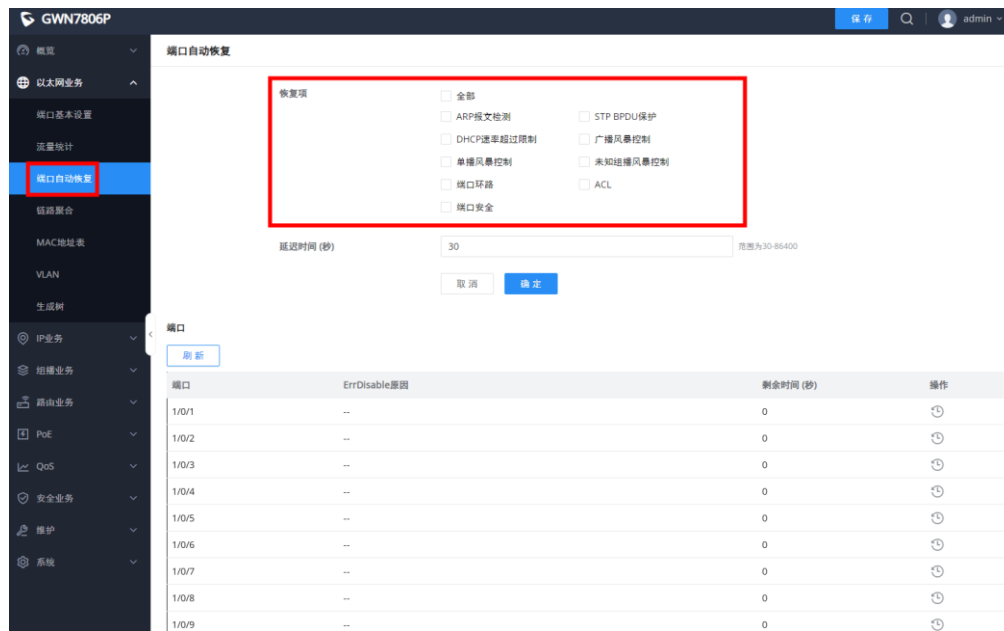 GWN7806P
保存
admin
概览
以太网业务
端口基本设置
流量统计
端口自动恢复
链路聚合
MAC地址表
VLAN
生成树
IP业务
组播业务
路由业务
PoE
QoS
安全业务
维护
系统
端口自动恢复
恢复项
全部
ARP报文检测 STP BPDU保护
DHCP速率超过限制 广播风暴控制
单播风暴控制 未知组播风暴控制
端口环路 ACL
端口安全
延迟时间 (秒) 30 范围为30-86400
取消 确定
端口
刷新
端口 ErrDisable原因 剩余时间 (秒) 操作
1/0/1 -- 0
1/0/2 -- 0
1/0/3 -- 0
1/0/4 -- 0
1/0/5 -- 0
1/0/6 -- 0
1/0/7 -- 0
1/0/8 -- 0
1/0/9 -- 0